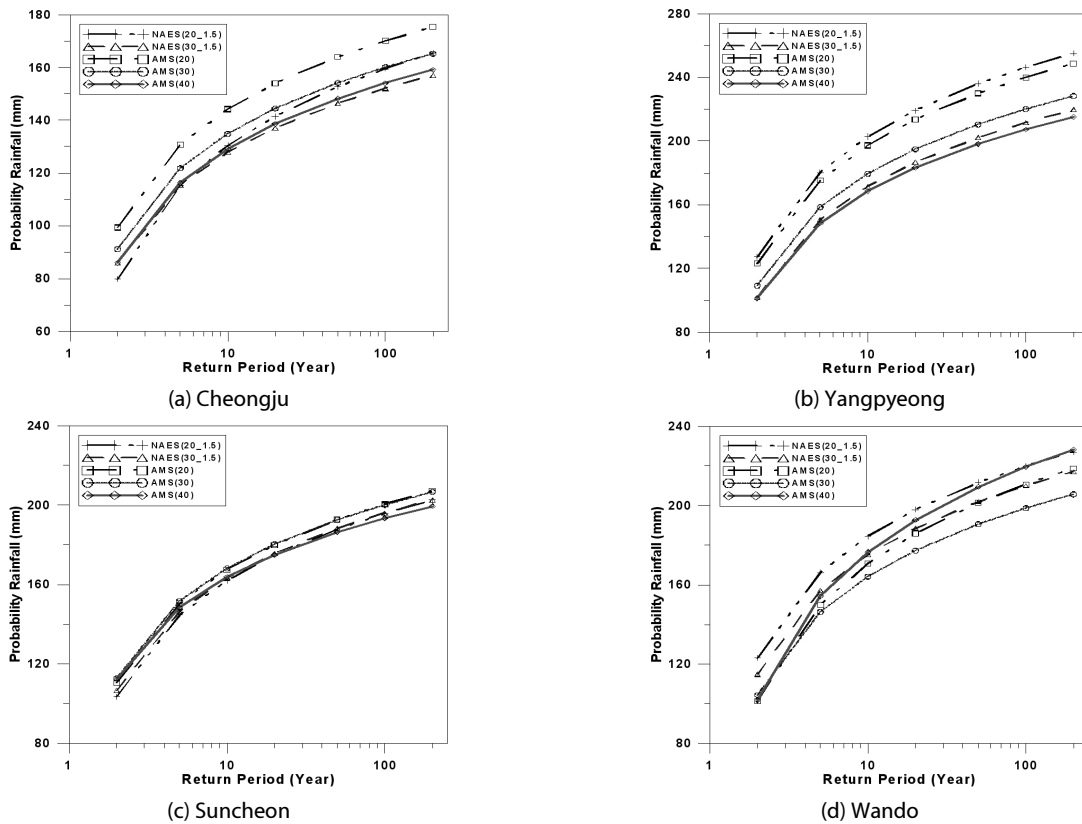 180
160
140
120
100
80
60
Probability Rainfall (mm)
NAES(20_1.5)
NAES(30_1.5)
AMS(20)
AMS(30)
AMS(40)
1
10
100
Return Period (Year)
(a) Cheongju
280
240
200
160
120
80
Probability Rainfall (mm)
NAES(20_1.5)
NAES(30_1.5)
AMS(20)
AMS(30)
AMS(40)
1
10
100
Return Period (Year)
(b) Yangpyeong
240
200
160
120
80
Probability Rainfall (mm)
NAES(20_1.5)
NAES(30_1.5)
AMS(20)
AMS(30)
AMS(40)
1
10
100
Return Period (Year)
(c) Suncheon
240
220
200
180
160
140
120
100
80
Probability Rainfall (mm)
NAES(20_1.5)
NAES(30_1.5)
AMS(20)
AMS(30)
AMS(40)
1
10
100
Return Period (Year)
(d) Wando